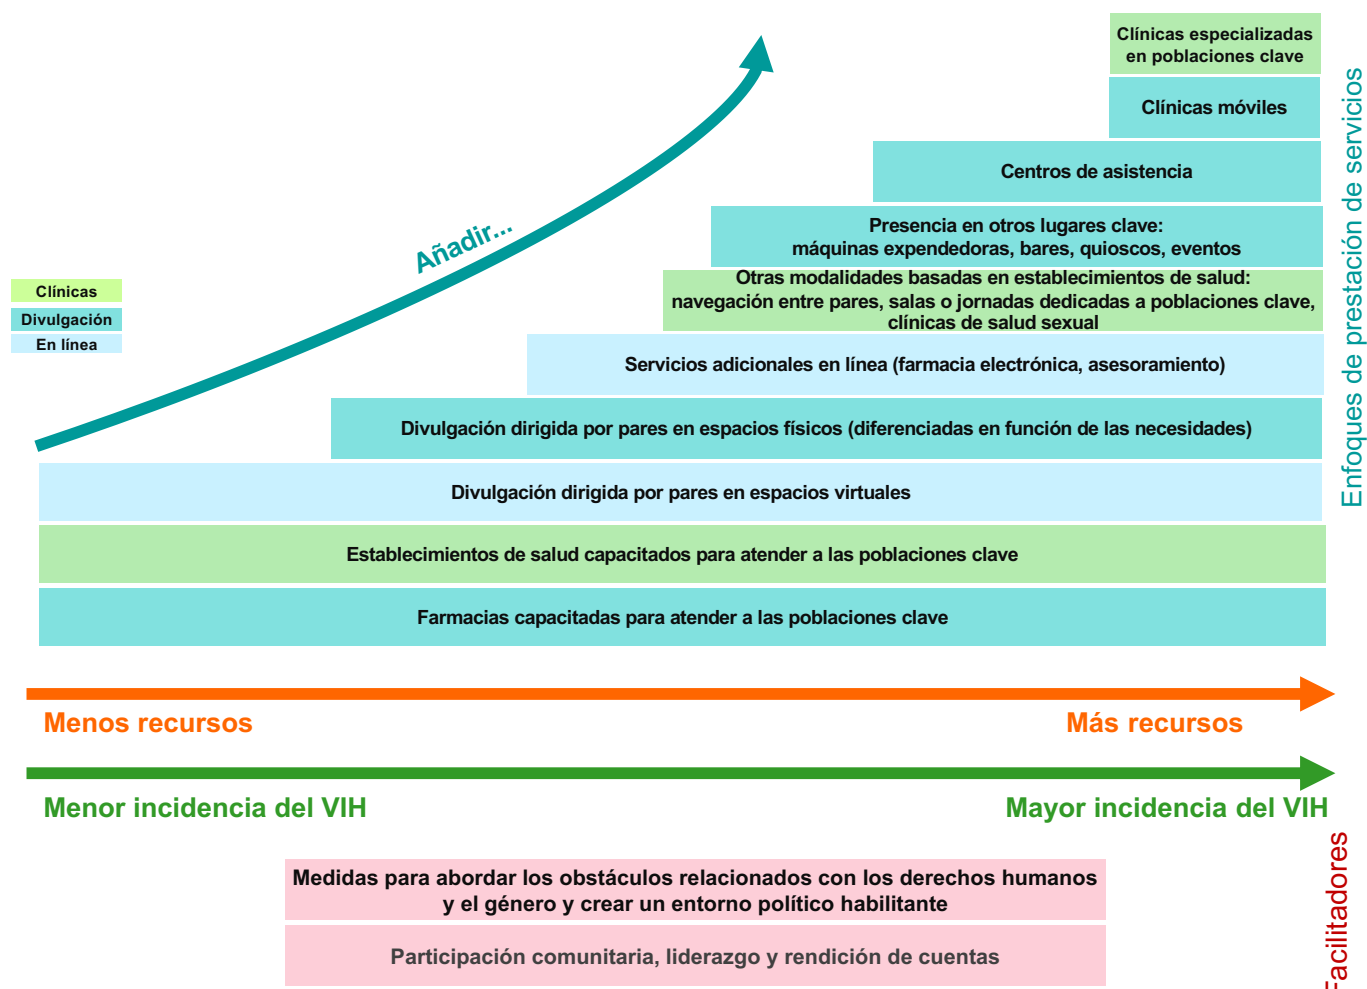 Clínicas especializadas
en poblaciones clave
Clínicas móviles
Centros de asistencia
Presencia en otros lugares clave:
máquinas expendedoras, bares, quioscos, eventos
Otras modalidades basadas en establecimientos de salud:
navegación entre pares, salas o jornadas dedicadas a poblaciones clave,
clínicas de salud sexual
Servicios adicionales en línea (farmacia electrónica, asesoramiento)
Divulgación dirigida por pares en espacios físicos (diferenciadas en función de las necesidades)
Divulgación dirigida por pares en espacios virtuales
Establecimientos de salud capacitados para atender a las poblaciones clave
Farmacias capacitadas para atender a las poblaciones clave
Añadir...
Clínicas
Divulgación
En línea
Enfoques de prestación de servicios
Menos recursos
Más recursos
Menor incidencia del VIH
Mayor incidencia del VIH
Medidas para abordar los obstáculos relacionados con los derechos humanos
y el género y crear un entorno político habilitante
Participación comunitaria, liderazgo y rendición de cuentas
Facilitadores